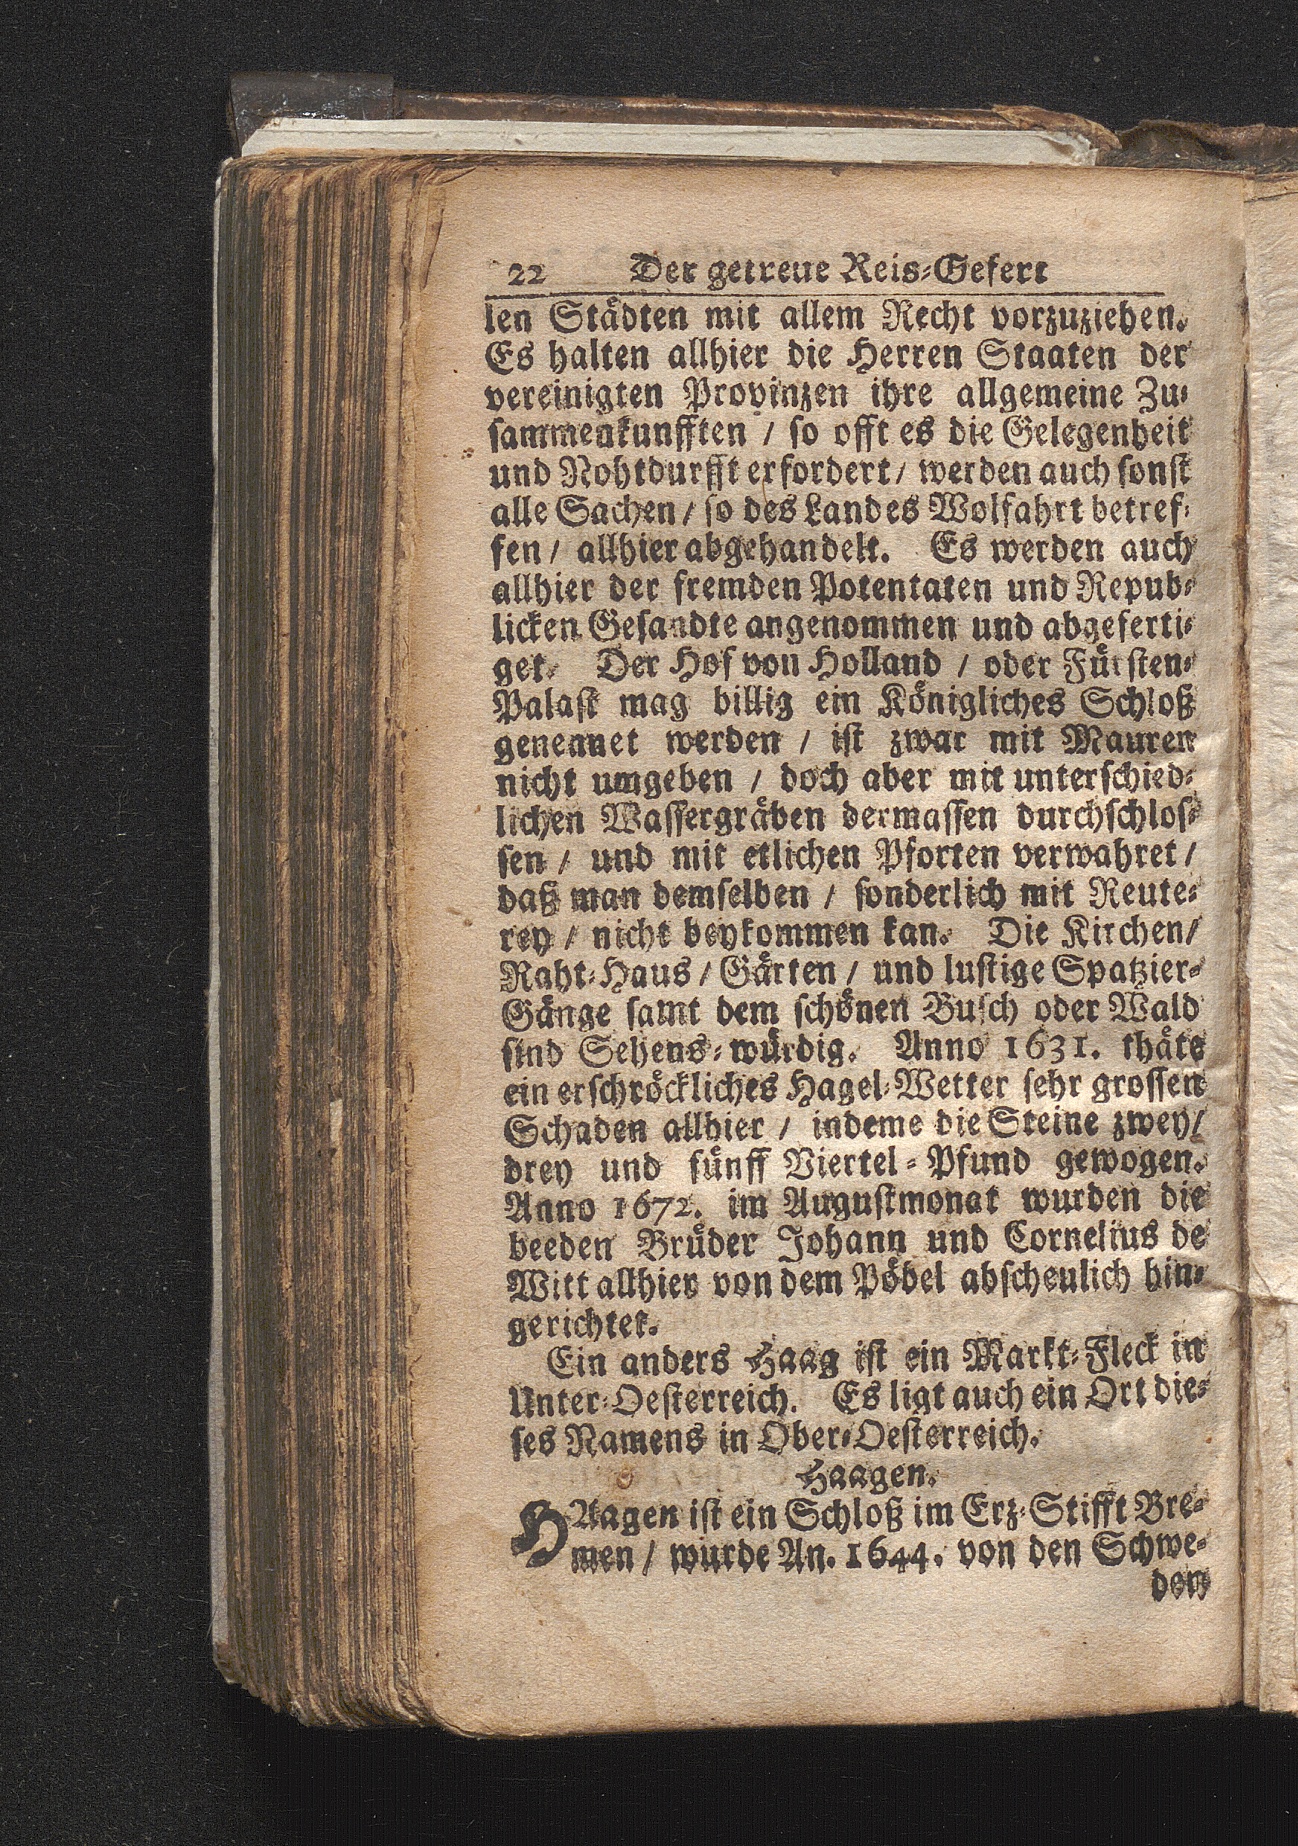 22 Der getreue Reis-Gefert
len Städten mit allem Recht vorzuziehen.
Es halten allhier die Herren Staaten der
vereinigten Provinzen ihre allgemeine Zu-
sammenkunfften / so offt es die Gelegenheit
und Nohtdurfft erfordert / werden auch sonst
alle Sachen / so des Landes Wolfahrt betref-
fen / allhier abgehandelt. Es werden auch
allhier der fremden Potentaten und Repub-
licken Gesandte angenommen und abgeferti-
get. Der Hof von Holland / oder Fürsten-
Palast mag billig ein Königliches Schloß
genennet werden / ist zwar mit Mauren
nicht umgeben / doch aber mit unterschied-
lichen Wassergräben dermassen durchschlos-
sen / und mit etlichen Pforten verwahret /
daß man demselben / sonderlich mit Reute-
rey / nicht beykommen kan. Die Kirchen /
Raht-Haus / Gärten / und lustige Spatzier-
Gänge samt dem schönen Busch oder Wald
sind Sehens-würdig. Anno 1631. thäte
ein erschröckliches Hagel-Wetter sehr grossen
Schaden allhier / indeme die Steine zwey /
drey und fünff Viertel-Pfund gewogen.
Anno 1672. im Augustmonat wurden die
beeden Brüder Johann und Cornelius de
Witt allhier von dem Pöbel abscheulich hin-
gerichtet.
Ein anders Haag ist ein Markt-Fleck in
Unter-Oesterreich. Es ligt auch ein Ort die-
ses Namens in Ober-Oesterreich.
Haagen.
HAagen ist ein Schloß im Erz-Stifft Bre-
men / wurde An. 1644. von den Schwe-
den